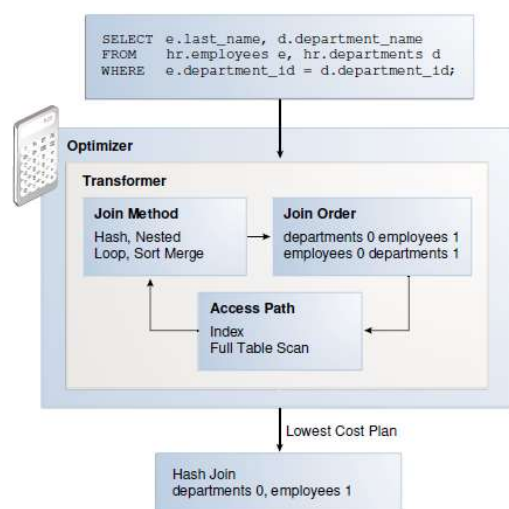 SELECT e.last_name, d.department_name
FROM hr.employees e, hr.departments d
WHERE e.department_id = d.department_id;
Optimizer
Transformer
Join Method
Hash, Nested
Loop, Sort Merge
Join Order
departments 0 employees 1
employees 0 departments 1
Access Path
Index
Full Table Scan
Lowest Cost Plan
Hash Join
departments 0, employees 1